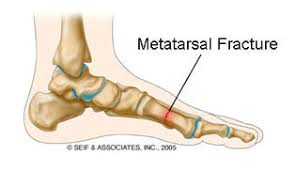 Metatarsal Fracture
© SEIF & ASSOCIATES, INC., 2005